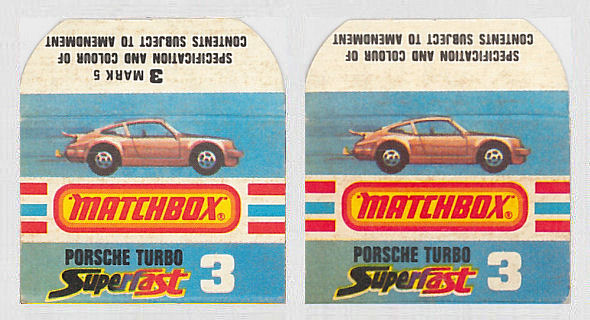 SPECIFICATION AND COLOUR OF
CONTENTS SUBJECT TO AMENDMENT
3 MARK 5
MATCHBOX®
PORSCHE TURBO
Superfast 3
SPECIFICATION AND COLOUR OF
CONTENTS SUBJECT TO AMENDMENT
MATCHBOX®
PORSCHE TURBO
Superfast 3